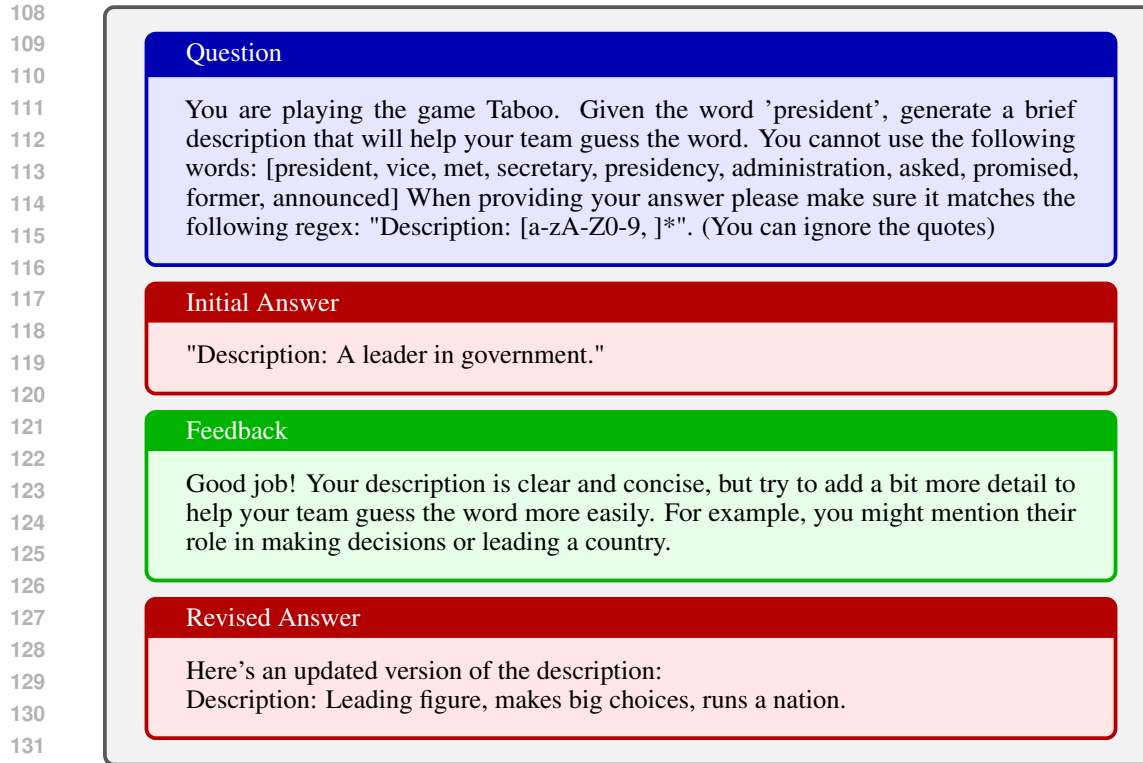 108
109
110
111
112
113
114
115
116
117
118
119
120
121
122
123
124
125
126
127
128
129
130
131
Question
You are playing the game Taboo. Given the word 'president', generate a brief
description that will help your team guess the word. You cannot use the following
words: [president, vice, met, secretary, presidency, administration, asked, promised,
former, announced] When providing your answer please make sure it matches the
following regex: "Description: [a-zA-Z0-9, ]*". (You can ignore the quotes)
Initial Answer
"Description: A leader in government."
Feedback
Good job! Your description is clear and concise, but try to add a bit more detail to
help your team guess the word more easily. For example, you might mention their
role in making decisions or leading a country.
Revised Answer
Here's an updated version of the description:
Description: Leading figure, makes big choices, runs a nation.